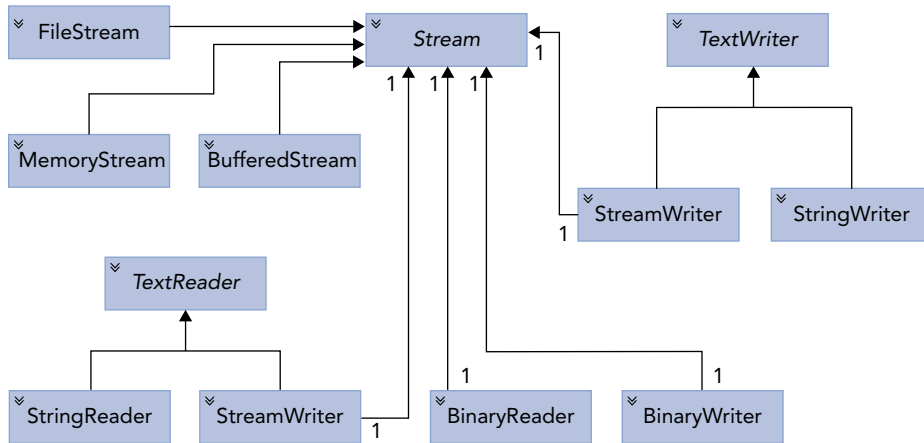 FileStream
Stream
TextWriter
1
1
1
1
MemoryStream
BufferedStream
StreamWriter
StringWriter
1
TextReader
1
1
StringReader
StreamWriter
BinaryReader
BinaryWriter
1